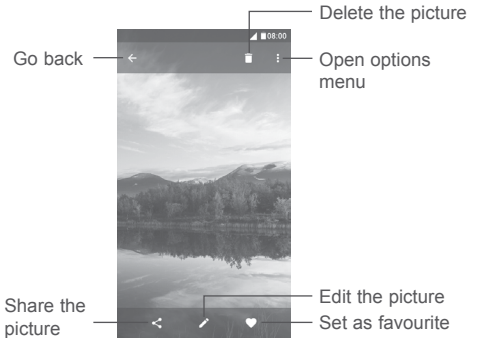 Delete the picture
08:00
Go back
Open options
menu
Share the
picture
Edit the picture
Set as favourite